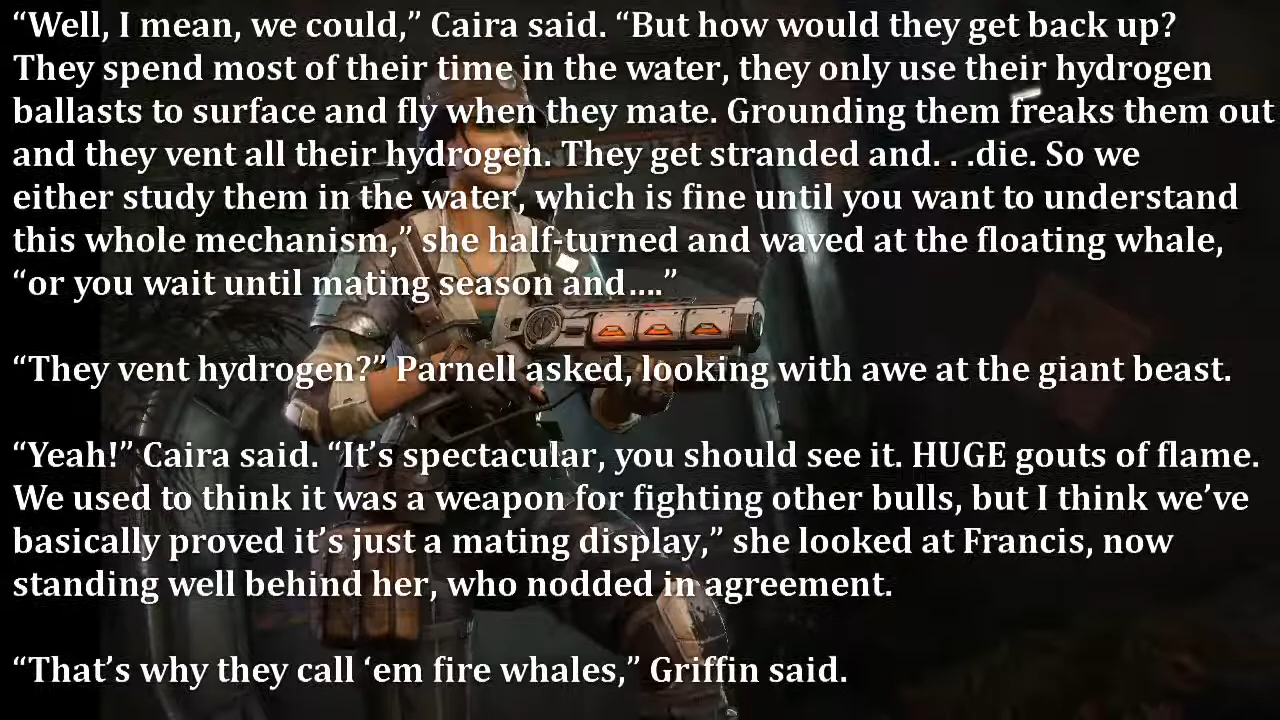 “Well, I mean, we could,” Caira said. “But how would they get back up?
They spend most of their time in the water, they only use their hydrogen
ballasts to surface and fly when they mate. Grounding them freaks them out
and they vent all their hydrogen. They get stranded and. . .die. So we
either study them in the water, which is fine until you want to understand
this whole mechanism,” she half-turned and waved at the floating whale,
“or you wait until mating season and....”
“They vent hydrogen?” Parnell asked, looking with awe at the giant beast.
“Yeah!” Caira said. “It’s spectacular, you should see it. HUGE gouts of flame.
We used to think it was a weapon for fighting other bulls, but I think we’ve
basically proved it’s just a mating display,” she looked at Francis, now
standing well behind her, who nodded in agreement.
“That’s why they call ‘em fire whales,” Griffin said.